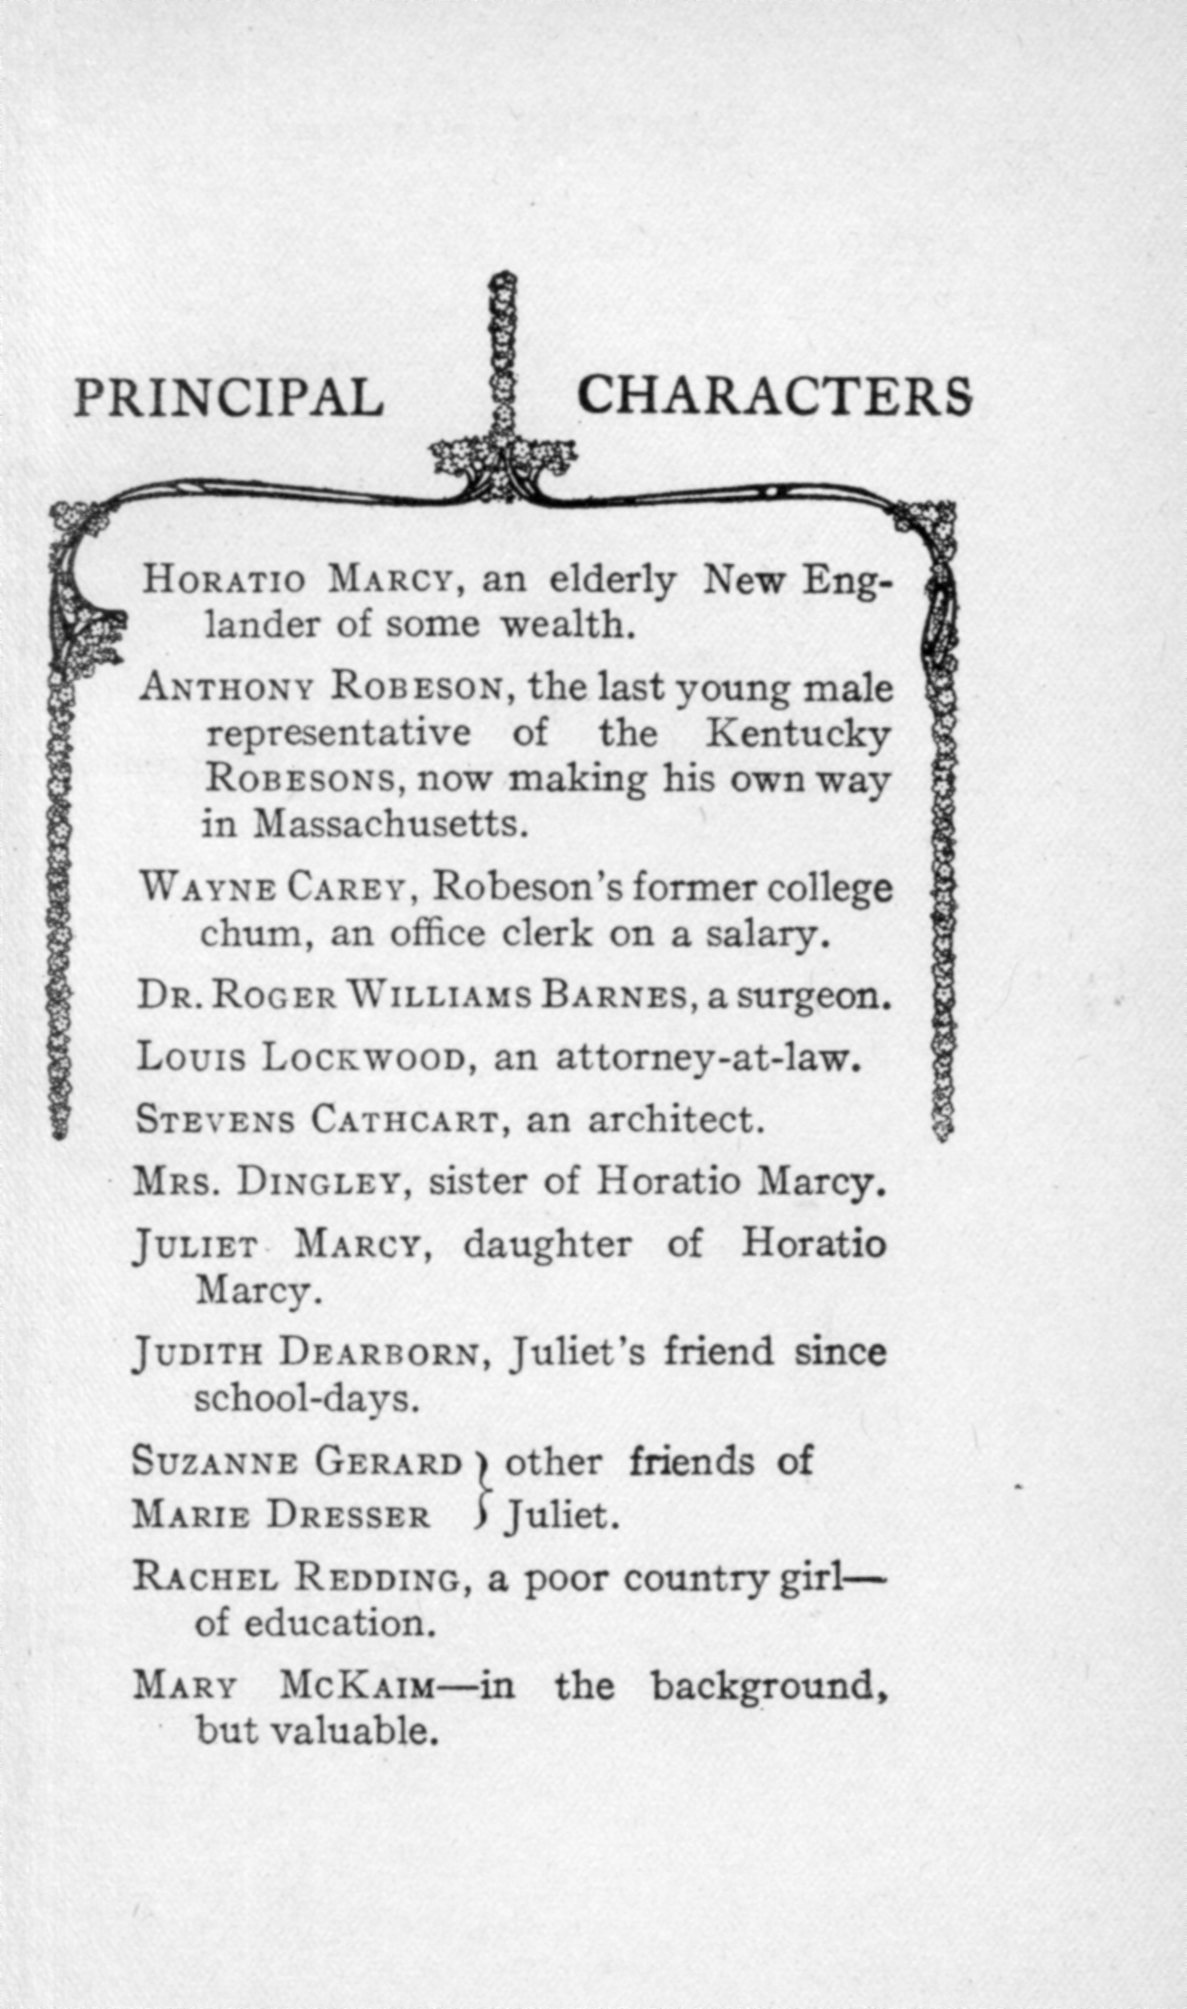 PRINCIPAL CHARACTERS
HORATIO MARCY, an elderly New Eng-
lander of some wealth.
ANTHONY ROBESON, the last young male
representative of the Kentucky
ROBESONS, now making his own way
in Massachusetts.
WAYNE CAREY, Robeson's former college
chum, an office clerk on a salary.
DR. ROGER WILLIAMS BARNES, a surgeon.
LOUIS LOCKWOOD, an attorney-at-law.
STEVENS CATHCART, an architect.
MRS. DINGLEY, sister of Horatio Marcy.
JULIET MARCY, daughter of Horatio
Marcy.
JUDITH DEARBORN, Juliet's friend since
school-days.
SUZANNE GERARD } other friends of
MARIE DRESSER } Juliet.
RACHEL REDDING, a poor country girl—
of education.
MARY MCKAIM—in the background,
but valuable.